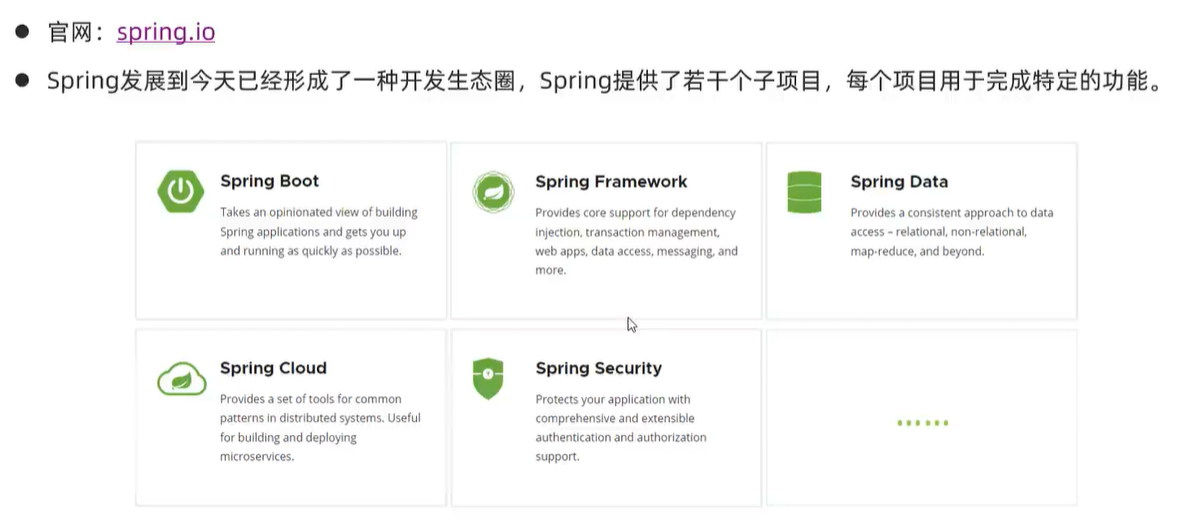 官网：spring.io
Spring发展到今天已经形成了一种开发生态圈，Spring提供了若干个子项目，每个项目用于完成特定的功能。
Spring Boot
Takes an opinionated view of building
Spring applications and gets you up
and running as quickly as possible.
Spring Framework
Provides core support for dependency
injection, transaction management,
web apps, data access, messaging, and
more.
Spring Data
Provides a consistent approach to data
access – relational, non-relational,
map-reduce, and beyond.
Spring Cloud
Provides a set of tools for common
patterns in distributed systems. Useful
for building and deploying
microservices.
Spring Security
Protects your application with
comprehensive and extensible
authentication and authorization
support.
......